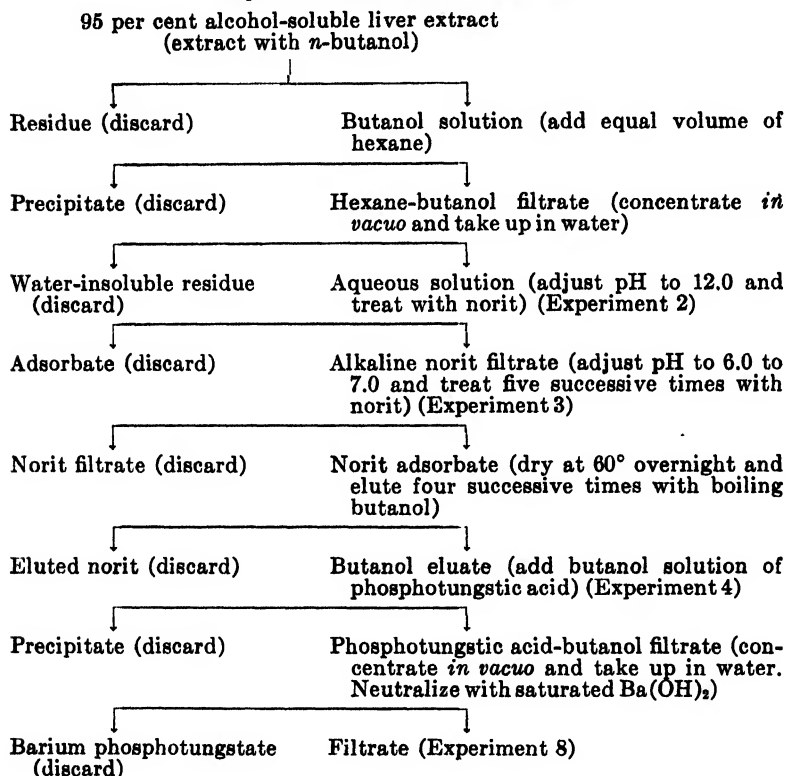 95 per cent alcohol-soluble liver extract
(extract with n-butanol)
Residue (discard)
Butanol solution (add equal volume of
hexane)
Precipitate (discard)
Hexane-butanol filtrate (concentrate in
vacuo and take up in water)
Water-insoluble residue
(discard)
Aqueous solution (adjust pH to 12.0 and
treat with norit) (Experiment 2)
Adsorbate (discard)
Alkaline norit filtrate (adjust pH to 6.0 to
7.0 and treat five successive times with
norit) (Experiment 3)
Norit filtrate (discard)
Norit adsorbate (dry at 60° overnight and
elute four successive times with boiling
butanol)
Eluted norit (discard)
Butanol eluate (add butanol solution of
phosphotungstic acid) (Experiment 4)
Precipitate (discard)
Phosphotungstic acid-butanol filtrate (con-
centrate in vacuo and take up in water.
Neutralize with saturated Ba(OH)₂)
Barium phosphotungstate
(discard)
Filtrate (Experiment 8)